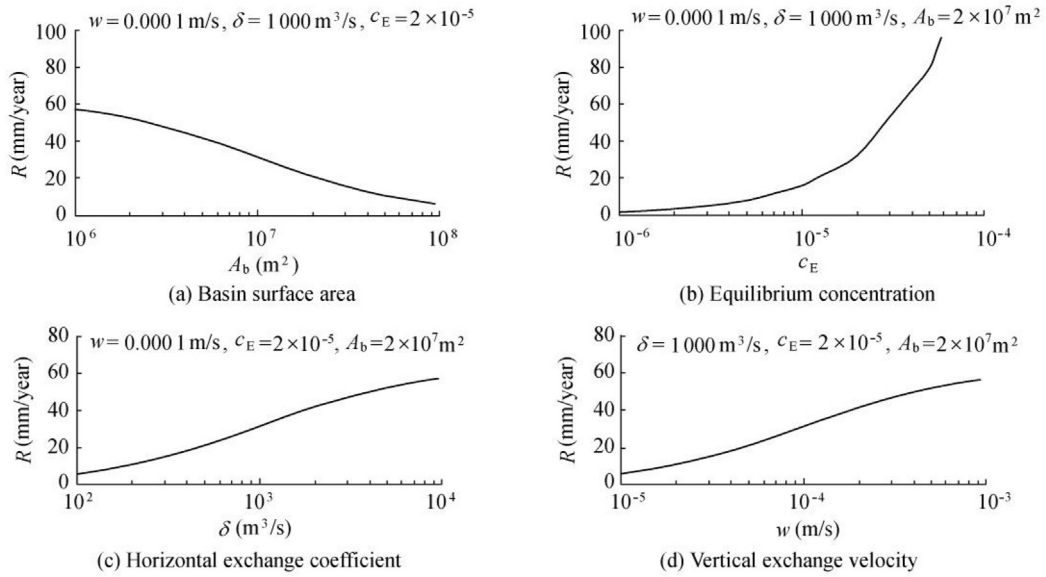 w = 0.000 1 m/s, δ = 1 000 m³/s, c_E = 2×10⁻⁵
R (mm/year)
100
80
60
40
20
0
10⁶ 10⁷ 10⁸
A_b (m²)
(a) Basin surface area
w = 0.000 1 m/s, δ = 1 000 m³/s, A_b = 2×10⁷ m²
R (mm/year)
100
80
60
40
20
0
10⁻⁶ 10⁻⁵ 10⁻⁴
c_E
(b) Equilibrium concentration
w = 0.000 1 m/s, c_E = 2×10⁻⁵, A_b = 2×10⁷ m²
R (mm/year)
80
60
40
20
0
10² 10³ 10⁴
δ (m³/s)
(c) Horizontal exchange coefficient
δ = 1 000 m³/s, c_E = 2×10⁻⁵, A_b = 2×10⁷ m²
R (mm/year)
80
60
40
20
0
10⁻⁵ 10⁻⁴ 10⁻³
w (m/s)
(d) Vertical exchange velocity